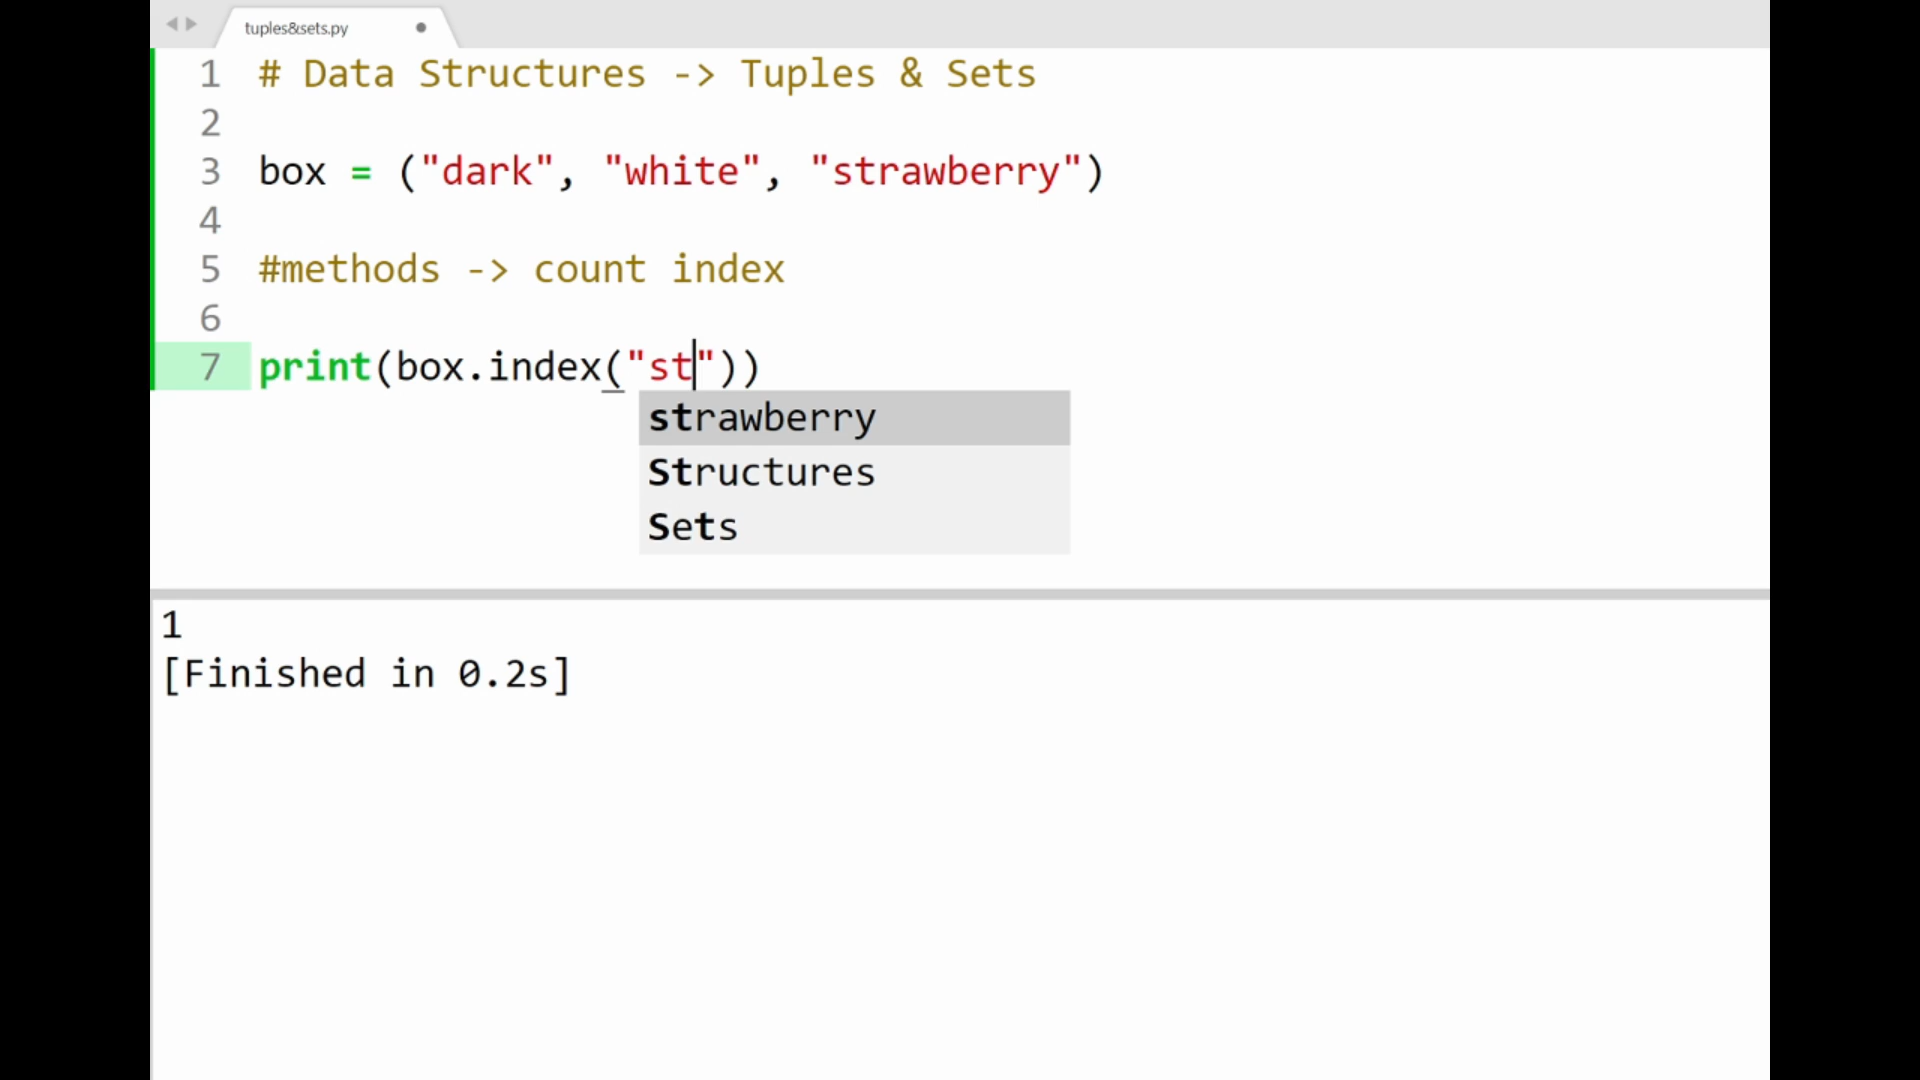 tuples&sets.py
1 # Data Structures -> Tuples & Sets
2
3 box = ("dark", "white", "strawberry")
4
5 #methods -> count index
6
7 print(box.index("st"))
strawberry
Structures
Sets
1
[Finished in 0.2s]